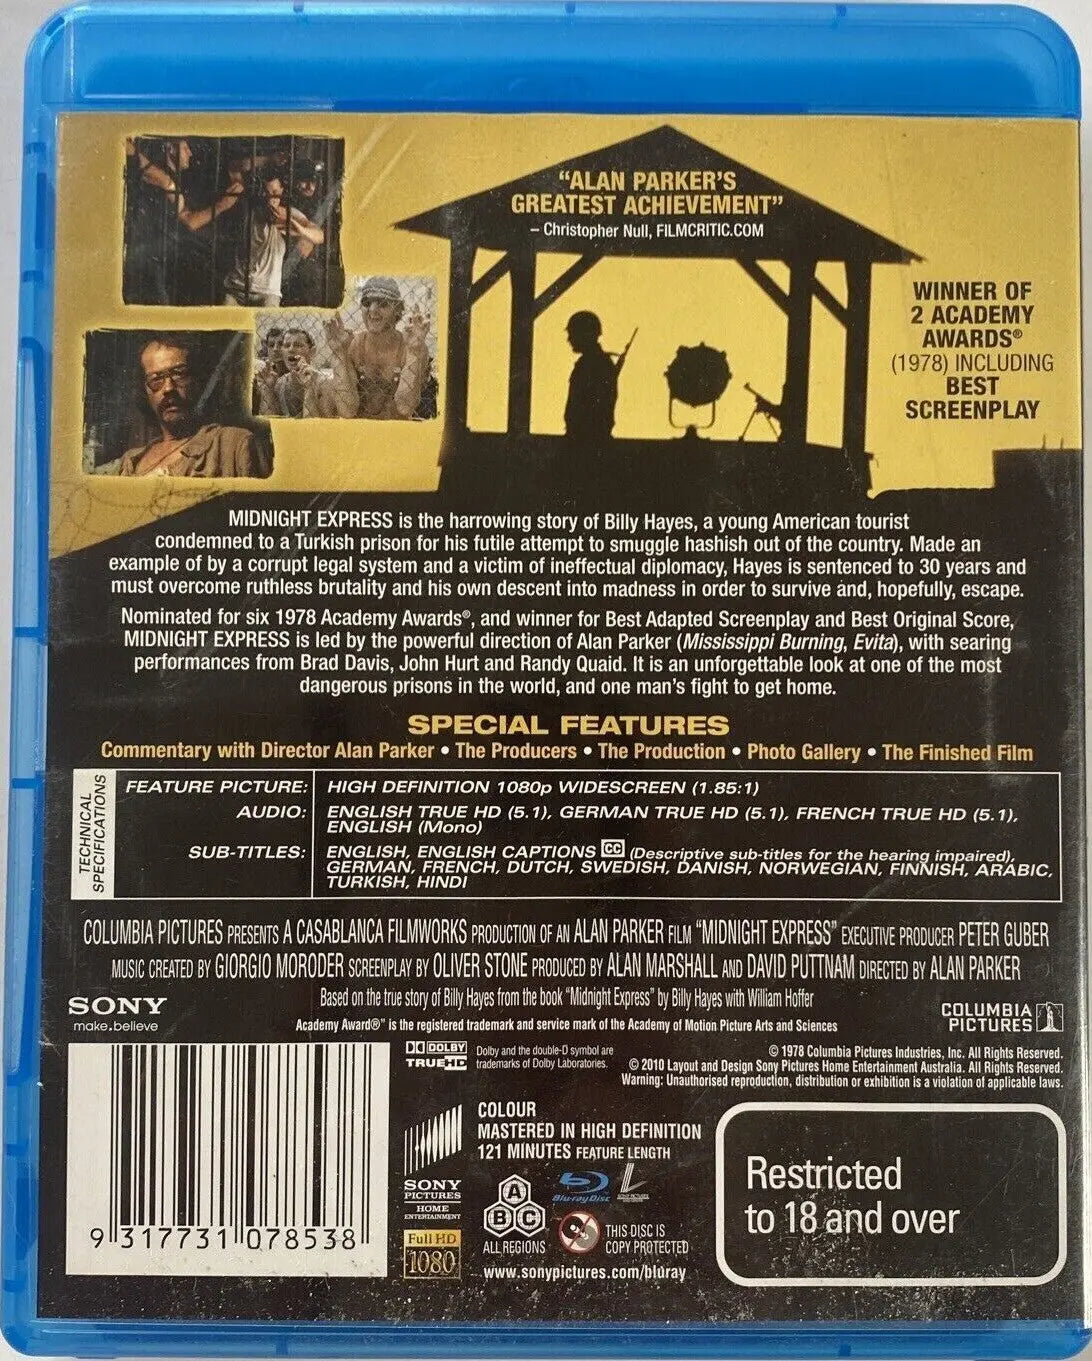 “ALAN PARKER'S
GREATEST ACHIEVEMENT”
– Christopher Null, FILMCRITIC.COM
WINNER OF
2 ACADEMY
AWARDS®
(1978) INCLUDING
BEST
SCREENPLAY
MIDNIGHT EXPRESS is the harrowing story of Billy Hayes, a young American tourist
condemned to a Turkish prison for his futile attempt to smuggle hashish out of the country. Made an
example of by a corrupt legal system and a victim of ineffectual diplomacy, Hayes is sentenced to 30 years and
must overcome ruthless brutality and his own descent into madness in order to survive and, hopefully, escape.
Nominated for six 1978 Academy Awards®, and winner for Best Adapted Screenplay and Best Original Score,
MIDNIGHT EXPRESS is led by the powerful direction of Alan Parker (Mississippi Burning, Evita), with searing
performances from Brad Davis, John Hurt and Randy Quaid. It is an unforgettable look at one of the most
dangerous prisons in the world, and one man's fight to get home.
SPECIAL FEATURES
Commentary with Director Alan Parker • The Producers • The Production • Photo Gallery • The Finished Film
TECHNICAL
SPECIFICATIONS
FEATURE PICTURE: HIGH DEFINITION 1080p WIDESCREEN (1.85:1)
AUDIO: ENGLISH TRUE HD (5.1), GERMAN TRUE HD (5.1), FRENCH TRUE HD (5.1),
ENGLISH (Mono)
SUB-TITLES: ENGLISH, ENGLISH CAPTIONS CC (Descriptive sub-titles for the hearing impaired),
GERMAN, FRENCH, DUTCH, SWEDISH, DANISH, NORWEGIAN, FINNISH, ARABIC,
TURKISH, HINDI
COLUMBIA PICTURES PRESENTS A CASABLANCA FILMWORKS PRODUCTION OF AN ALAN PARKER FILM “MIDNIGHT EXPRESS” EXECUTIVE PRODUCER PETER GUBER
MUSIC CREATED BY GIORGIO MORODER SCREENPLAY BY OLIVER STONE PRODUCED BY ALAN MARSHALL AND DAVID PUTTNAM DIRECTED BY ALAN PARKER
Based on the true story of Billy Hayes from the book “Midnight Express” by Billy Hayes with William Hoffer
Academy Award®” is the registered trademark and service mark of the Academy of Motion Picture Arts and Sciences
SONY
make.believe
COLUMBIA
PICTURES
DOLBY
TRUEHD
Dolby and the double-D symbol are
trademarks of Dolby Laboratories.
© 1978 Columbia Pictures Industries, Inc. All Rights Reserved.
© 2010 Layout and Design Sony Pictures Home Entertainment Australia. All Rights Reserved.
Warning: Unauthorised reproduction, distribution or exhibition is a violation of applicable laws.
9 317731 078538
SONY
PICTURES
HOME
ENTERTAINMENT
Full HD
1080
COLOUR
MASTERED IN HIGH DEFINITION
121 MINUTES FEATURE LENGTH
A
B C
ALL REGIONS
Blu-ray Disc
THIS DISC IS
COPY PROTECTED
www.sonypictures.com/bluray
Restricted
to 18 and over